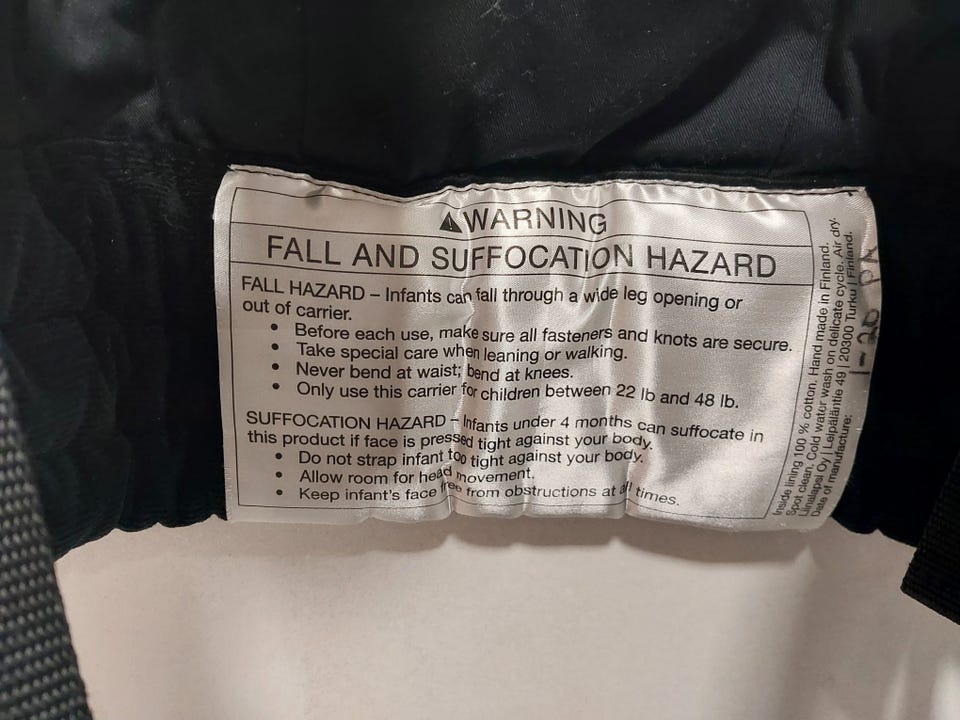 WARNING
FALL AND SUFFOCATION HAZARD
FALL HAZARD – Infants can fall through a wide leg opening or
out of carrier.
• Before each use, make sure all fasteners and knots are secure.
• Take special care when leaning or walking.
• Never bend at waist; bend at knees.
• Only use this carrier for children between 22 lb and 48 lb.
SUFFOCATION HAZARD – Infants under 4 months can suffocate in
this product if face is pressed tight against your body.
• Do not strap infant too tight against your body.
• Allow room for head movement.
• Keep infant's face free from obstructions at all times.
Inside lining 100 % cotton. Hand made in Finland.
Spot clean. Cold water wash on delicate cycle. Air dry.
Liinalapsi Oy | Leipäläntie 49 | 20300 Turku | Finland.
Date of manufacture: